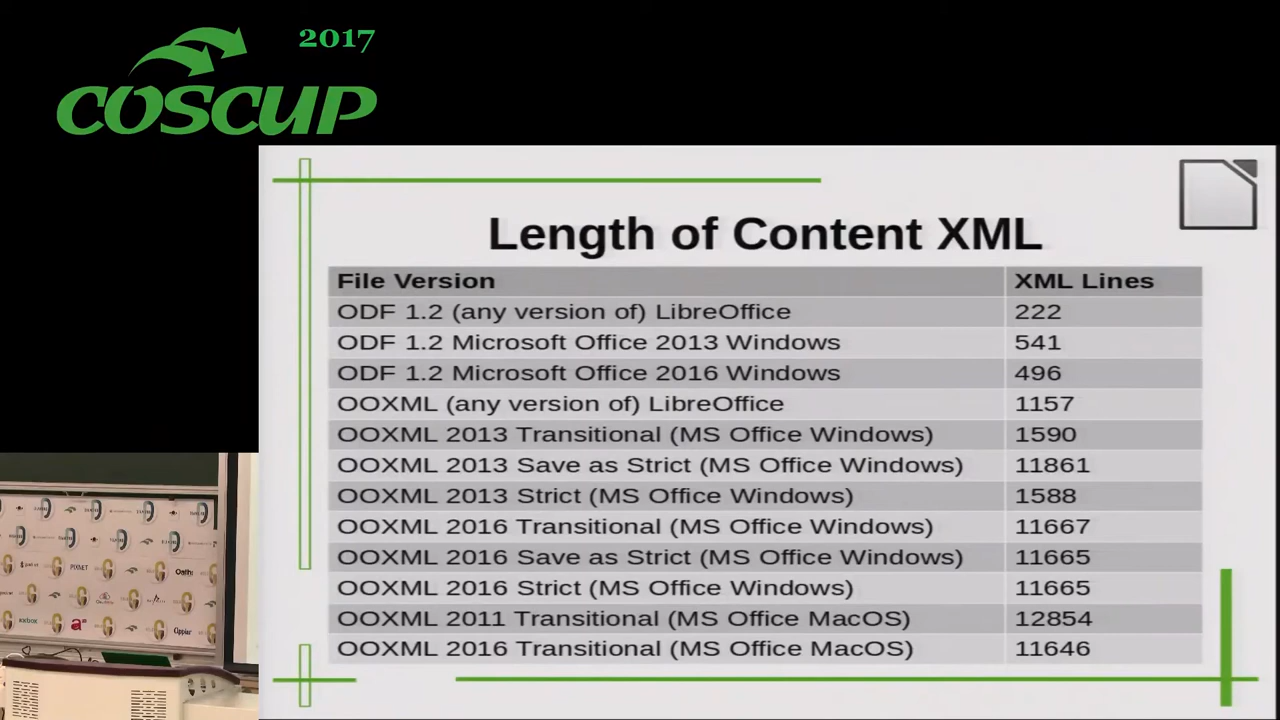 2017
COSCUP
Length of Content XML
File Version XML Lines
ODF 1.2 (any version of) LibreOffice 222
ODF 1.2 Microsoft Office 2013 Windows 541
ODF 1.2 Microsoft Office 2016 Windows 496
OOXML (any version of) LibreOffice 1157
OOXML 2013 Transitional (MS Office Windows) 1590
OOXML 2013 Save as Strict (MS Office Windows) 11861
OOXML 2013 Strict (MS Office Windows) 1588
OOXML 2016 Transitional (MS Office Windows) 11667
OOXML 2016 Save as Strict (MS Office Windows) 11665
OOXML 2016 Strict (MS Office Windows) 11665
OOXML 2011 Transitional (MS Office MacOS) 12854
OOXML 2016 Transitional (MS Office MacOS) 11646
PIXNET
Oath: